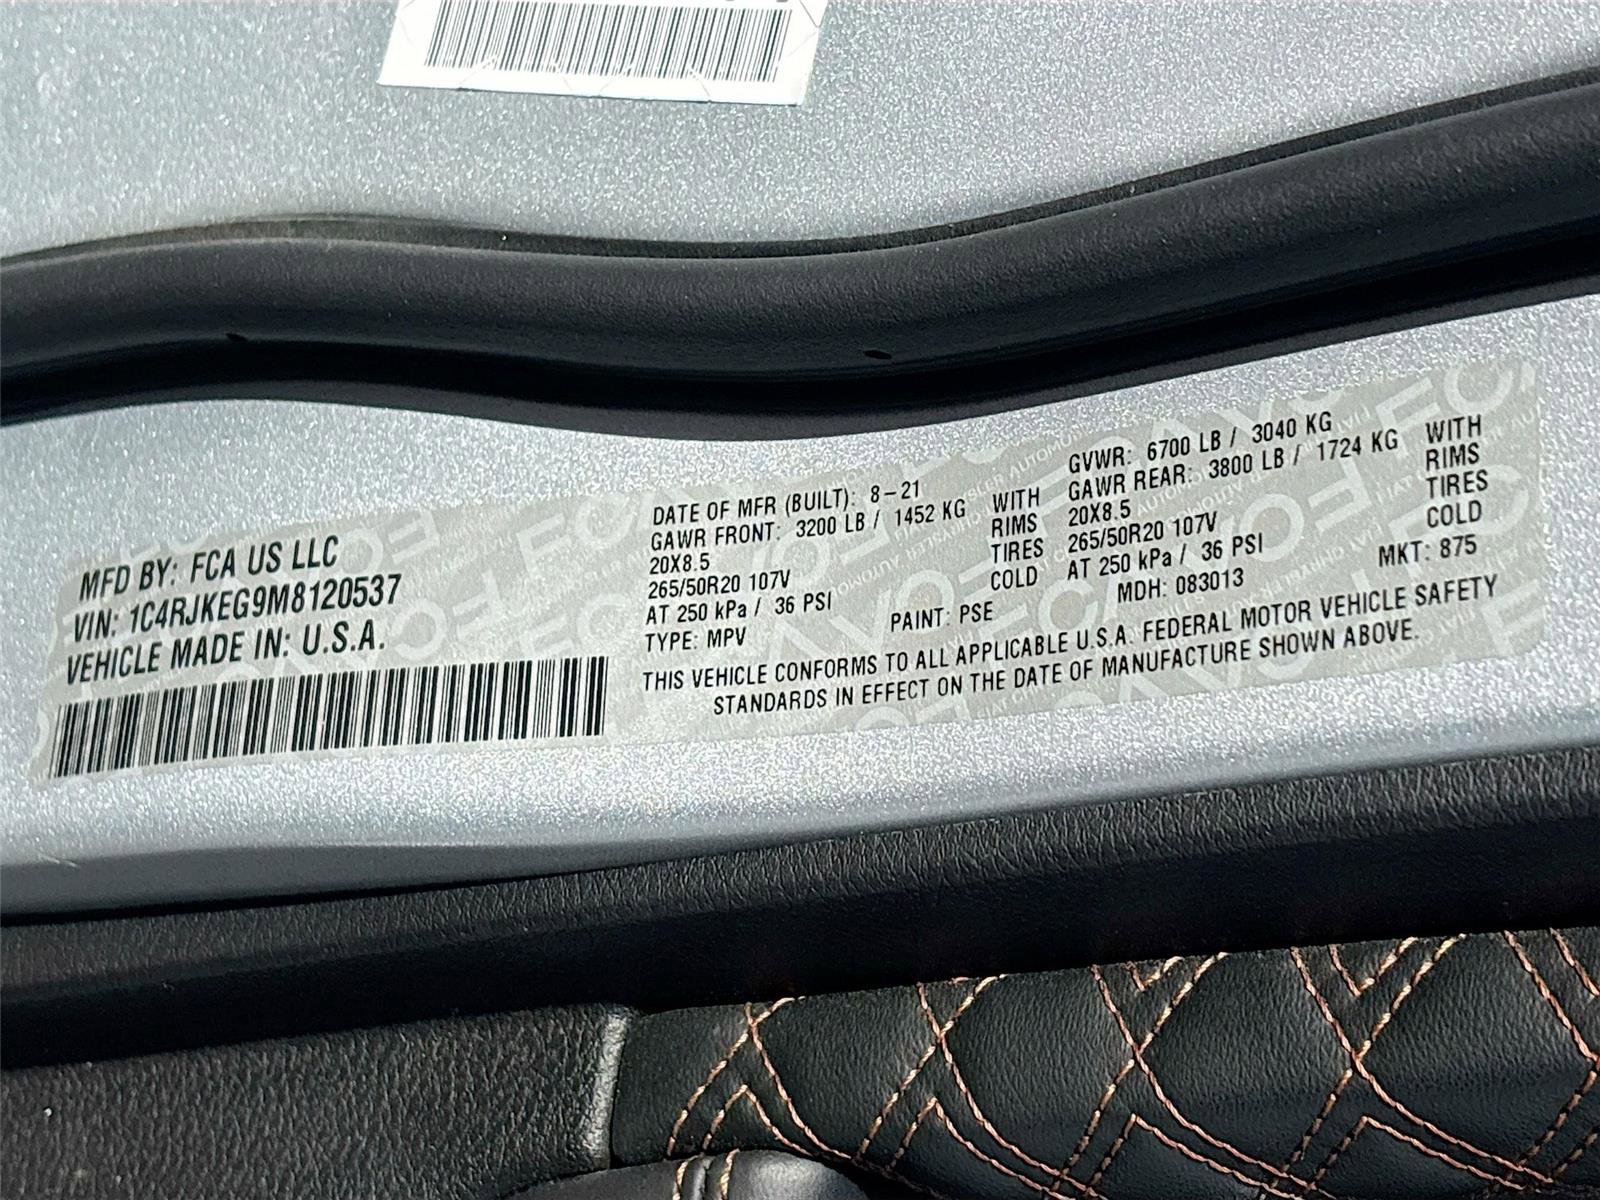 MFD BY: FCA US LLC
VIN: 1C4RJKEG9M8120537
VEHICLE MADE IN: U.S.A.
DATE OF MFR (BUILT): 8-21
GAWR FRONT: 3200 LB / 1452 KG WITH
20X8.5 RIMS
265/50R20 107V TIRES
AT 250 kPa / 36 PSI COLD
TYPE: MPV
PAINT: PSE
GVWR: 6700 LB / 3040 KG
GAWR REAR: 3800 LB / 1724 KG WITH
20X8.5 RIMS
265/50R20 107V TIRES
AT 250 kPa / 36 PSI COLD
MDH: 083013
MKT: 875
THIS VEHICLE CONFORMS TO ALL APPLICABLE U.S.A. FEDERAL MOTOR VEHICLE SAFETY
STANDARDS IN EFFECT ON THE DATE OF MANUFACTURE SHOWN ABOVE.